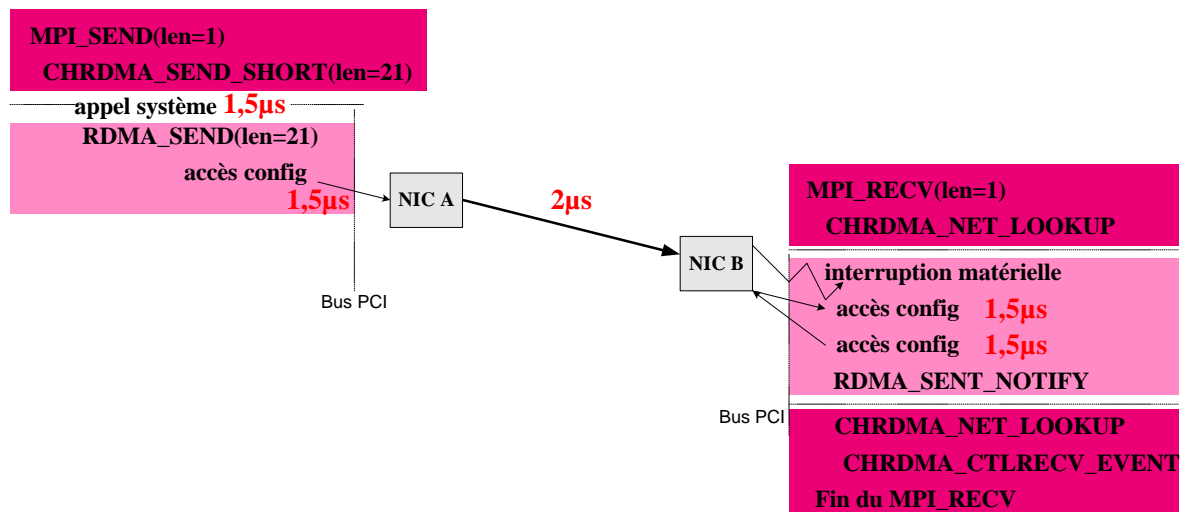 MPI_SEND(len=1)
CHRDMA_SEND_SHORT(len=21)
appel système 1,5µs
RDMA_SEND(len=21)
accès config
1,5µs
NIC A
2µs
Bus PCI
NIC B
MPI_RECV(len=1)
CHRDMA_NET_LOOKUP
interruption matérielle
accès config 1,5µs
accès config 1,5µs
RDMA_SENT_NOTIFY
Bus PCI
CHRDMA_NET_LOOKUP
CHRDMA_CTLRECV_EVENT
Fin du MPI_RECV